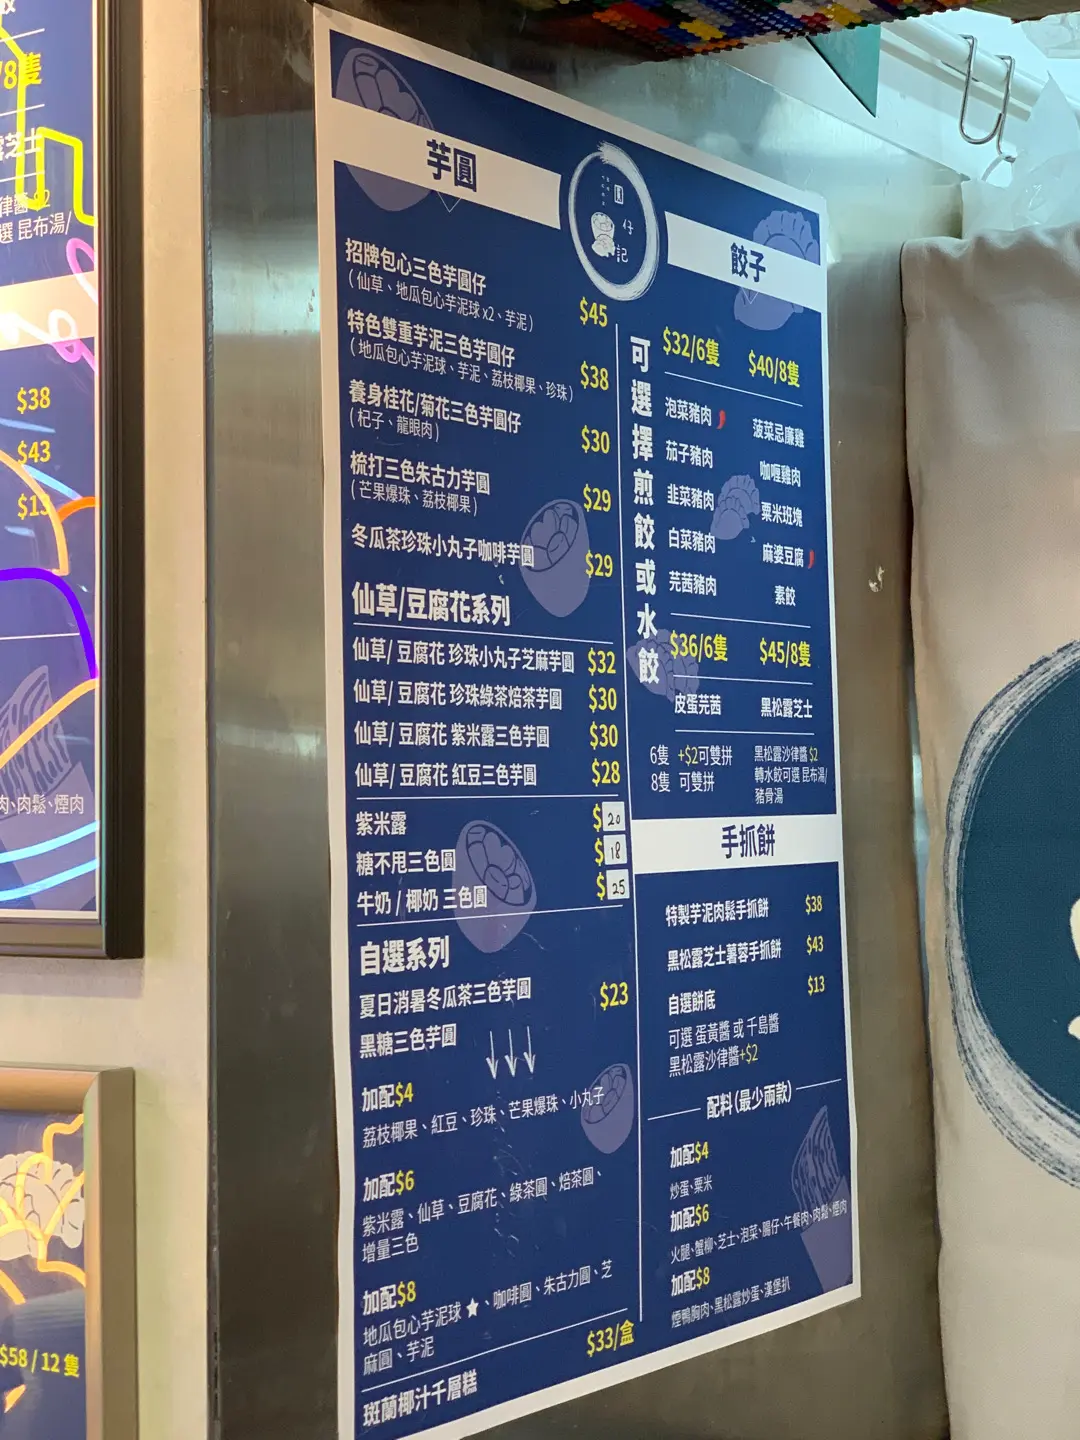 /8隻
芝士
律醬 $2
選 昆布湯/
$38
$43
$13
肉、肉鬆、煙肉
$58 / 12 隻
圓
仔
記
芋圓
招牌包心三色芋圓仔
(仙草、地瓜包心芋泥球 x2、芋泥) $45
特色雙重芋泥三色芋圓仔
(地瓜包心芋泥球、芋泥、荔枝椰果、珍珠) $38
養身桂花/菊花三色芋圓仔
(杞子、龍眼肉) $30
梳打三色朱古力芋圓
(芒果爆珠、荔枝椰果) $29
冬瓜茶珍珠小丸子咖啡芋圓 $29
仙草/豆腐花系列
仙草/ 豆腐花 珍珠小丸子芝麻芋圓 $32
仙草/ 豆腐花 珍珠綠茶焙茶芋圓 $30
仙草/ 豆腐花 紫米露三色芋圓 $30
仙草/ 豆腐花 紅豆三色芋圓 $28
紫米露 $ 20
糖不甩三色圓 $ 18
牛奶 / 椰奶 三色圓 $ 25
自選系列
夏日消暑冬瓜茶三色芋圓 $23
黑糖三色芋圓
加配$4
荔枝椰果、紅豆、珍珠、芒果爆珠、小丸子
加配$6
紫米露、仙草、豆腐花、綠茶圓、焙茶圓、
增量三色
加配$8
地瓜包心芋泥球★、咖啡圓、朱古力圓、芝
麻圓、芋泥
斑蘭椰汁千層糕 $33/盒
餃子
可選擇煎餃或水餃
$32/6隻 $40/8隻
泡菜豬肉 菠菜忌廉雞
茄子豬肉 咖喱雞肉
韭菜豬肉 粟米班塊
白菜豬肉 麻婆豆腐
芫茜豬肉 素餃
$36/6隻 $45/8隻
皮蛋芫茜 黑松露芝士
6隻 +$2可雙拼
8隻 可雙拼
黑松露沙律醬 $2
轉水餃可選 昆布湯/
豬骨湯
手抓餅
特製芋泥肉鬆手抓餅 $38
黑松露芝士薯蓉手抓餅 $43
自選餅底 $13
可選 蛋黃醬 或 千島醬
黑松露沙律醬+$2
配料(最少兩款)
加配$4
炒蛋、粟米
加配$6
火腿、蟹柳、芝士、泡菜、腸仔、午餐肉、肉鬆、煙肉
加配$8
煙鴨胸肉、黑松露炒蛋、漢堡扒